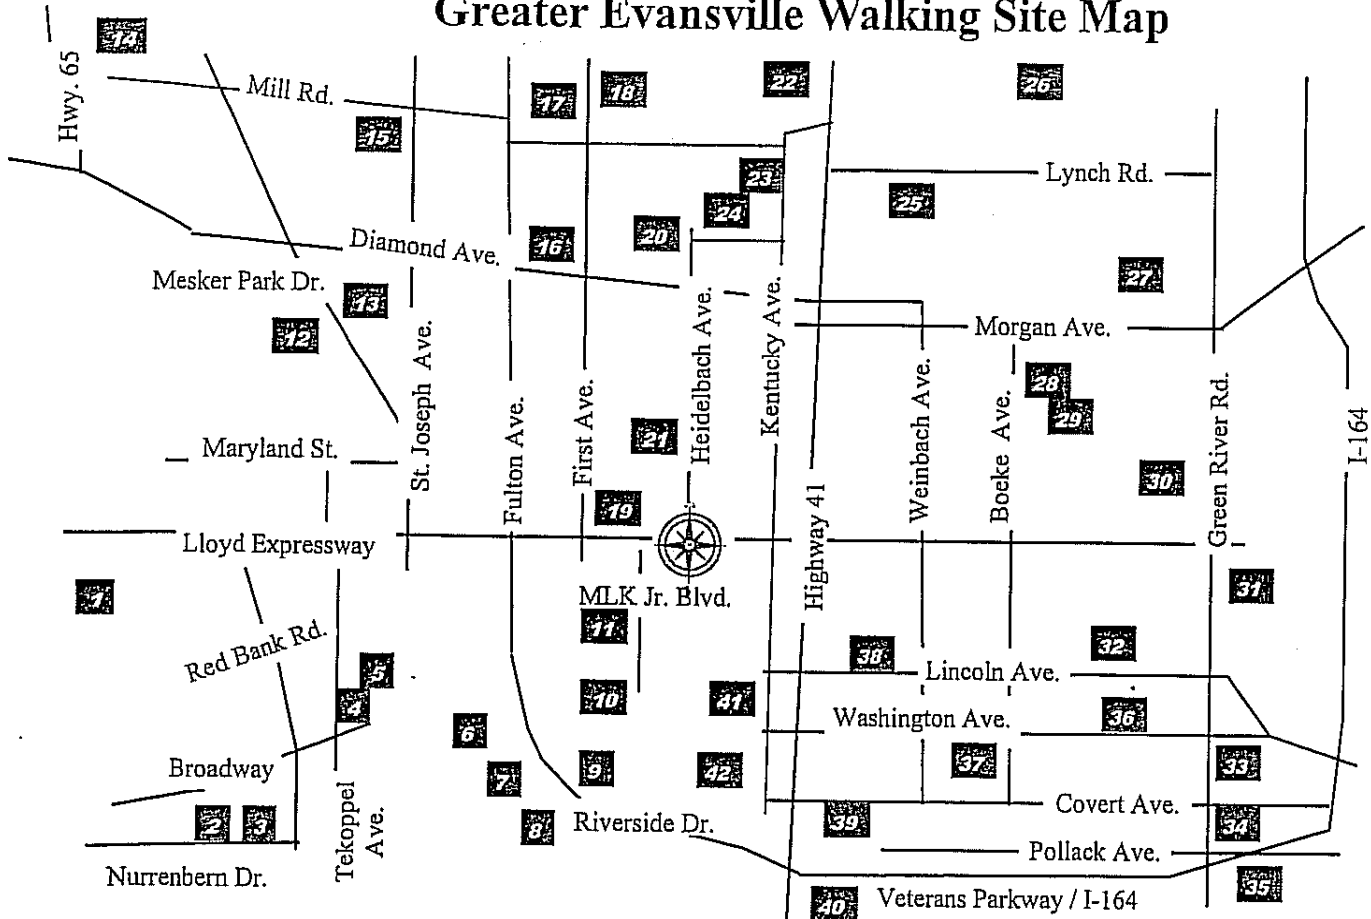 Greater Evansville Walking Site Map
14
Hwy. 65
Mill Rd.
15
17
18
22
26
23
Lynch Rd.
24
25
20
16
Diamond Ave.
Mesker Park Dr.
13
12
27
Morgan Ave.
St. Joseph Ave.
Fulton Ave.
First Ave.
Heidelbach Ave.
Kentucky Ave.
Highway 41
Weinbach Ave.
Boeke Ave.
28
29
Green River Rd.
I-164
21
Maryland St.
30
19
Lloyd Expressway
1
MLK Jr. Blvd.
11
31
Red Bank Rd.
5
4
38
32
Lincoln Ave.
10
41
36
Washington Ave.
6
7
9
42
37
33
Broadway
2
3
Tekoppel Ave.
8
Riverside Dr.
39
Covert Ave.
34
Pollack Ave.
Nurrenbern Dr.
40
Veterans Parkway / I-164
35